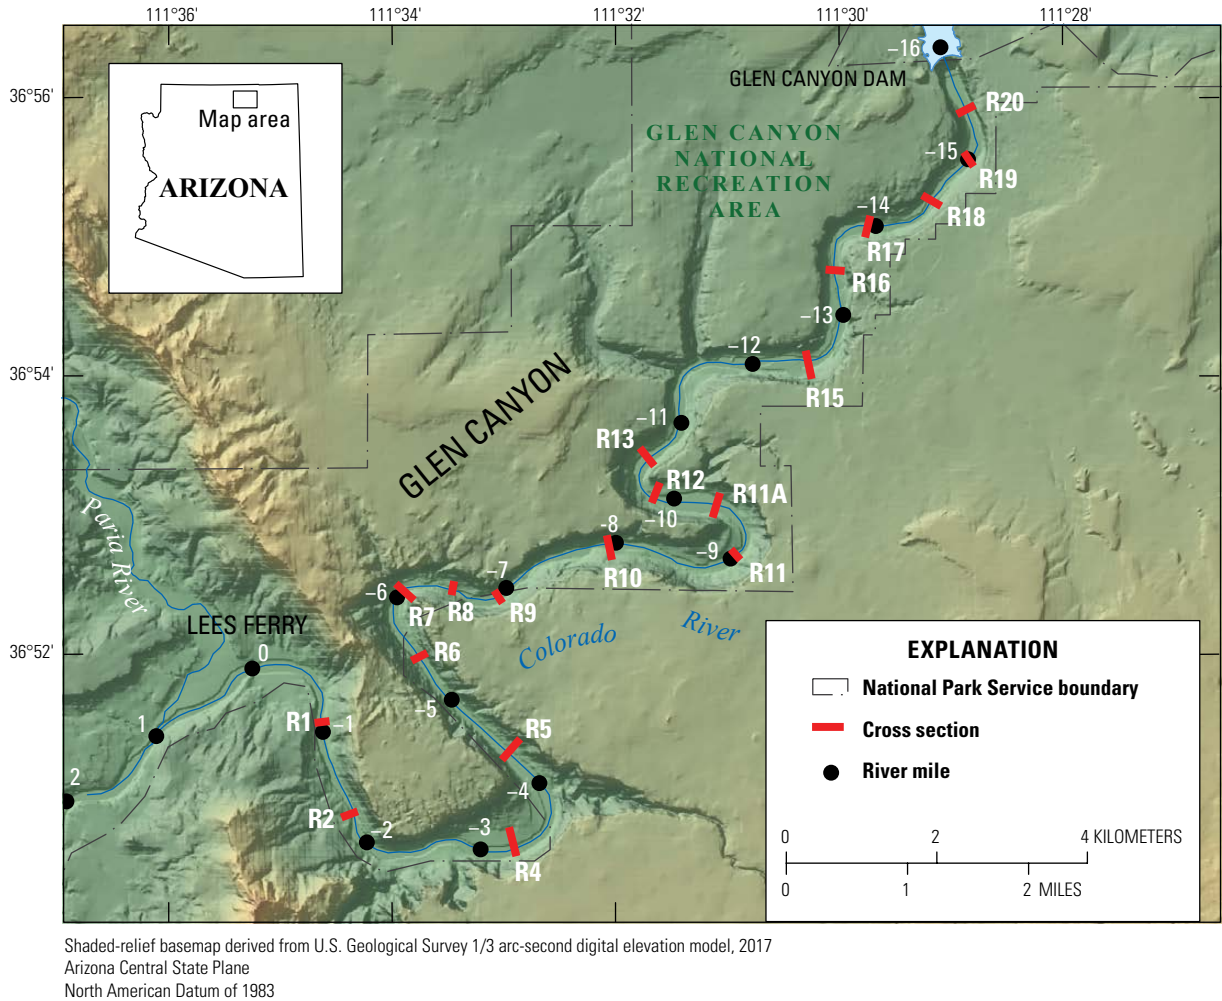 111°36'
111°34'
111°32'
111°30'
111°28'
–16
GLEN CANYON DAM
36°56'
Map area
ARIZONA
GLEN CANYON
NATIONAL
RECREATION
AREA
R20
–15
R19
R18
–14
R17
R16
–13
–12
36°54'
R15
GLEN CANYON
–11
R13
R12
R11A
–10
–8
–9
R11
R10
–7
–6
R7
R8
R9
Paria River
LEES FERRY
Colorado
River
36°52'
0
R6
–5
R1
–1
1
R5
–4
2
R2
–2
–3
R4
EXPLANATION
National Park Service boundary
Cross section
River mile
0
2
4 KILOMETERS
0
1
2 MILES
Shaded-relief basemap derived from U.S. Geological Survey 1/3 arc-second digital elevation model, 2017
Arizona Central State Plane
North American Datum of 1983